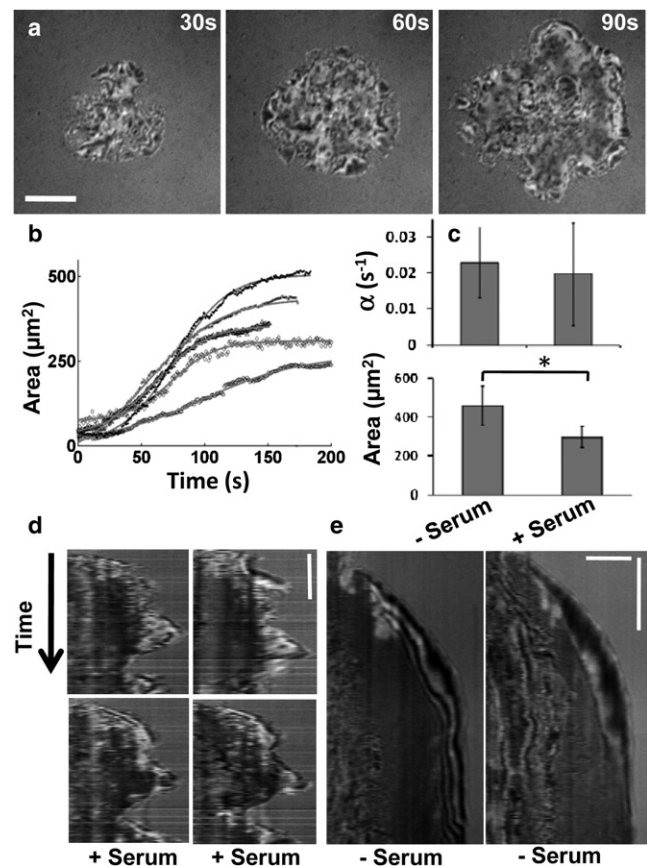 a
30s
60s
90s
b
c
500
250
0
Area (µm²)
0 50 100 150 200
Time (s)
0.03
0.02
0.01
0
α (s⁻¹)
*
600
400
200
0
Area (µm²)
- Serum
+ Serum
d
e
Time
+ Serum
+ Serum
- Serum
- Serum